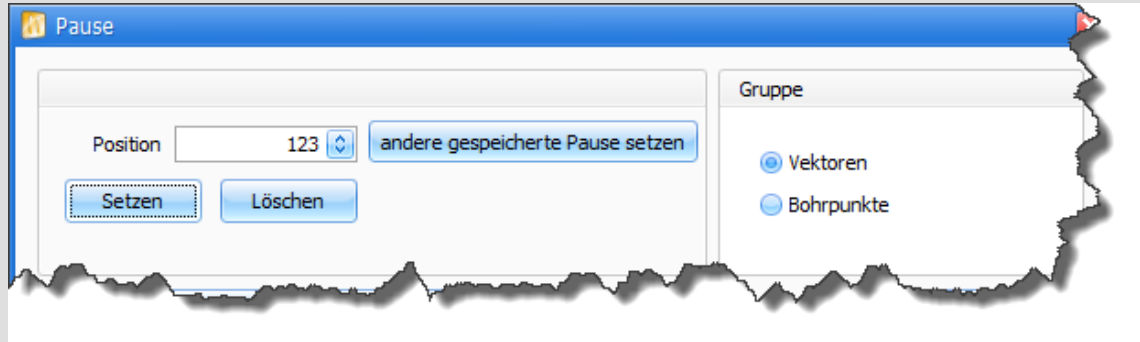 Pause
Gruppe
Position 123 andere gespeicherte Pause setzen
Vektoren
Setzen Löschen
Bohrpunkte